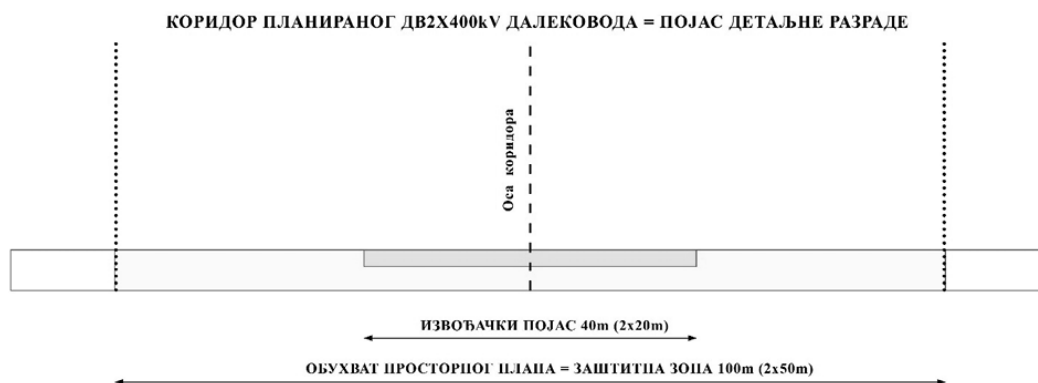 КОРИДОР ПЛАНИРАНОГ ДВ2Х400kV ДАЛЕКОВОДА = ПОЈАС ДЕТАЉНЕ РАЗРАДЕ
Оса коридора
ИЗВОЂАЧКИ ПОЈАС 40m (2x20m)
ОБУХВАТ ПРОСТОРНОГ ПЛАНА = ЗАШТИТНА ЗОНА 100m (2x50m)